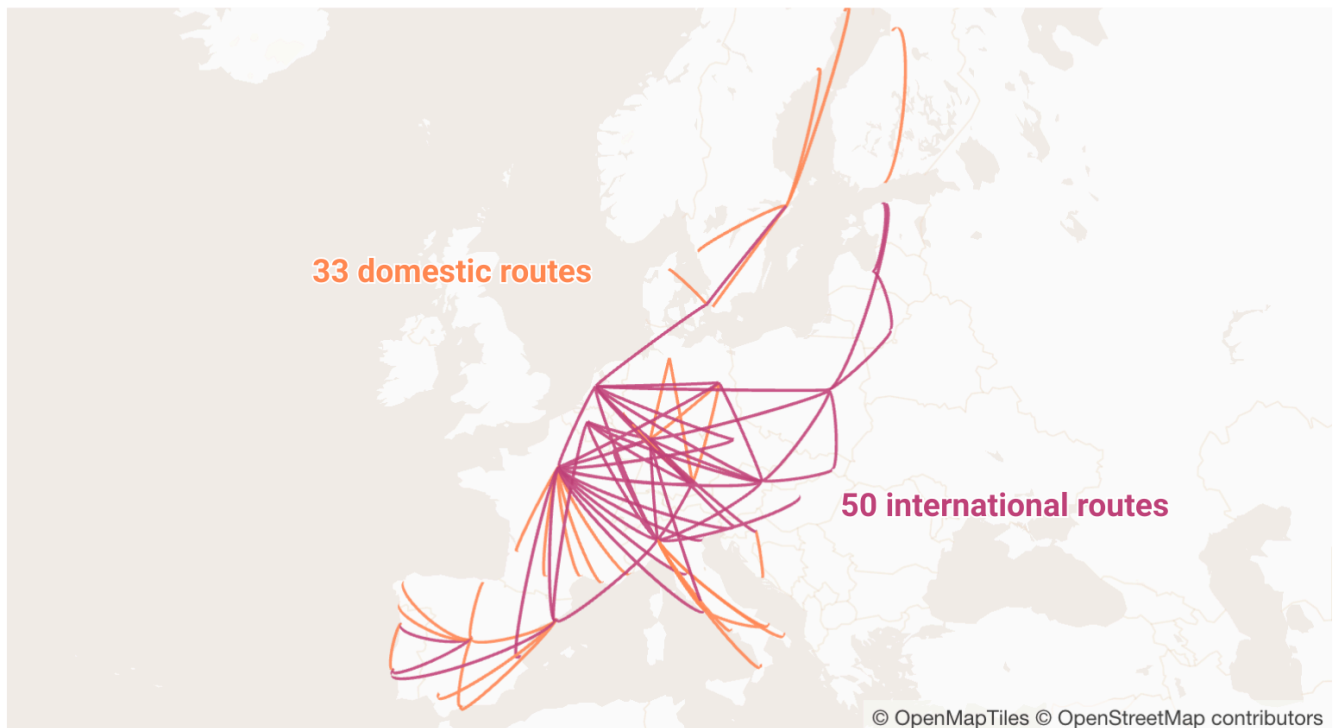 33 domestic routes
50 international routes
© OpenMapTiles © OpenStreetMap contributors